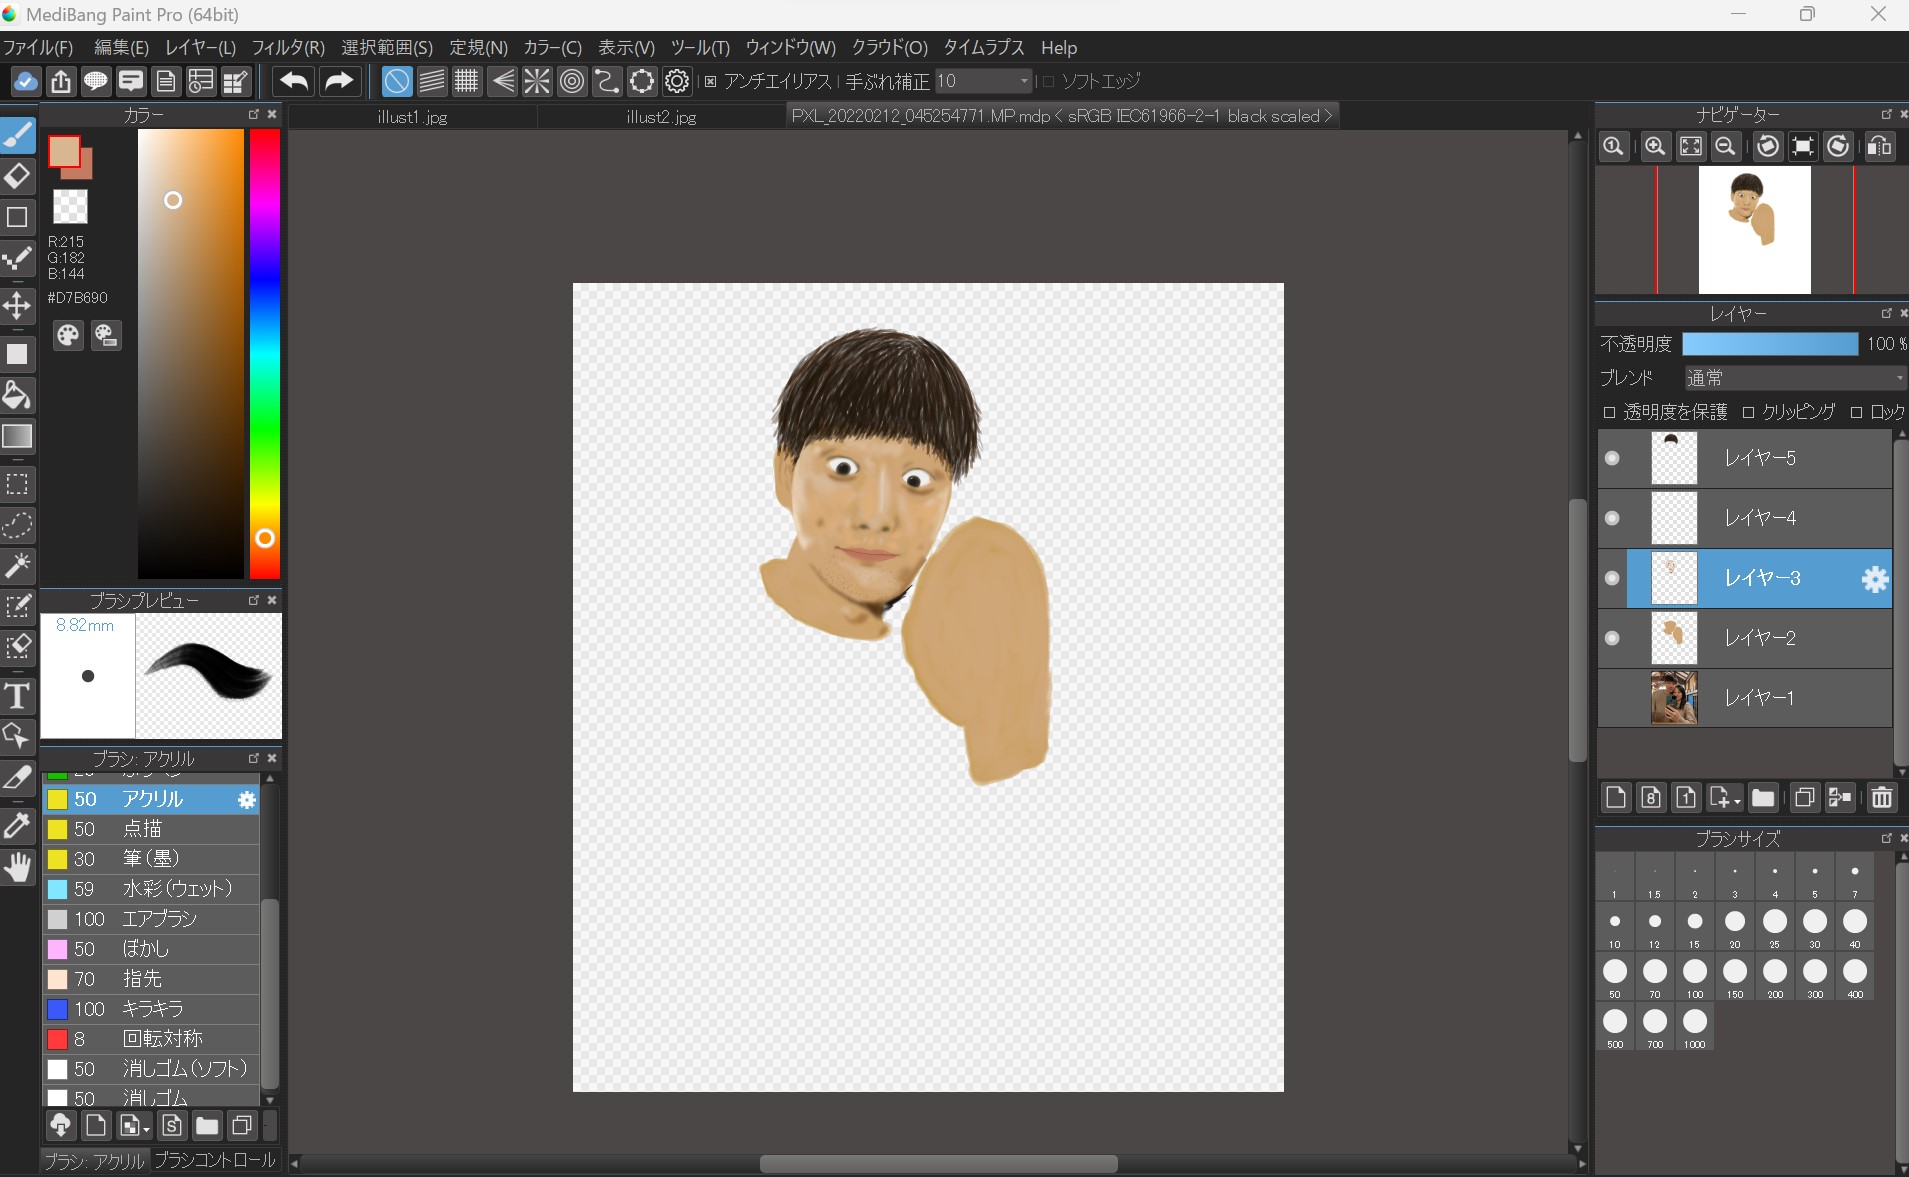 MediBang Paint Pro (64bit)
ファイル(F) 編集(E) レイヤー(L) フィルタ(R) 選択範囲(S) 定規(N) カラー(C) 表示(V) ツール(T) ウィンドウ(W) クラウド(O) タイムラプス Help
アンチエイリアス 手ぶれ補正 10 ソフトエッジ
カラー
illust1.jpg
illust2.jpg
PXL_20220212_045254771.MP.mdp < sRGB IEC61966-2-1 black scaled >
R:215
G:182
B:144
#D7B690
ブラシプレビュー
8.82mm
ブラシ: アクリル
50 アクリル
50 点描
30 筆(墨)
59 水彩(ウェット)
100 エアブラシ
50 ぼかし
70 指先
100 キラキラ
8 回転対称
50 消しゴム(ソフト)
50 消しゴム
ブラシ: アクリル ブラシコントロール
ナビゲーター
レイヤー
不透明度 100 %
ブレンド 通常
透明度を保護 クリッピング ロック
レイヤー5
レイヤー4
レイヤー3
レイヤー2
レイヤー1
8 1
ブラシサイズ
1 1.5 2 3 4 5 7
10 12 15 20 25 30 40
50 70 100 150 200 300 400
500 700 1000